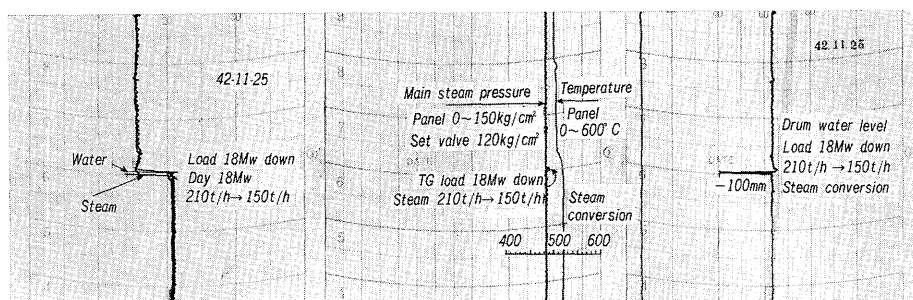 42-11-25
Water
Steam
Load 18Mw down
Day 18Mw
210t/h→150t/h
Main steam pressure
Panel 0~150kg/cm²
Set valve 120kg/cm²
Temperature
Panel
0~600°C
TG load 18Mw down
Steam 210t/h→150t/h
Steam
conversion
400 500 600
42.11.25
Drum water level
Load 18Mw down
210t/h→150t/h
Steam conversion
−100mm